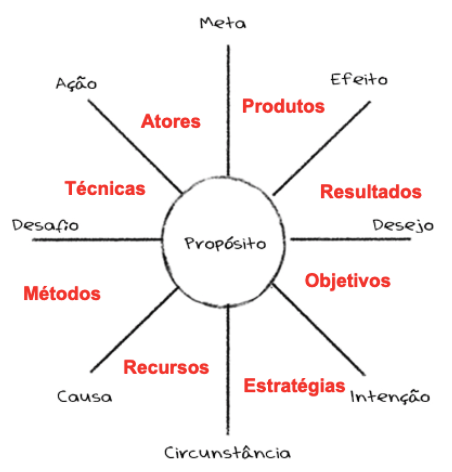 Meta
Ação
Efeito
Produtos
Atores
Técnicas
Resultados
Desafio
Desejo
Propósito
Objetivos
Métodos
Recursos
Estratégias
Causa
Intenção
Circunstância